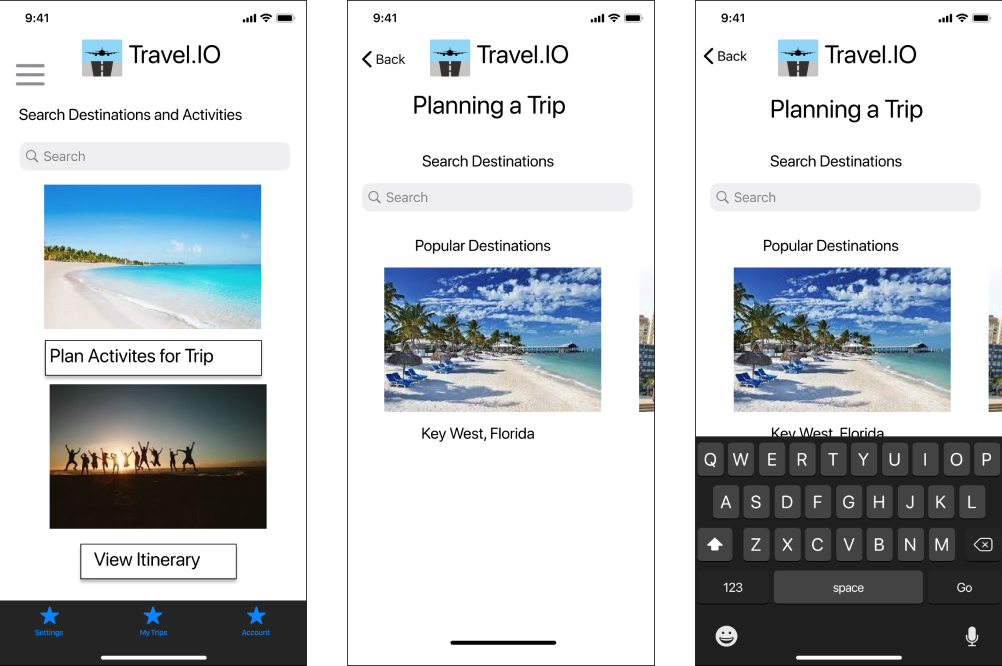 9:41
Travel.IO
Search Destinations and Activities
Search
Plan Activites for Trip
View Itinerary
Settings
My Trips
Account
9:41
Back
Travel.IO
Planning a Trip
Search Destinations
Search
Popular Destinations
Key West, Florida
9:41
Back
Travel.IO
Planning a Trip
Search Destinations
Search
Popular Destinations
Key West, Florida
Q W E R T Y U I O P
A S D F G H J K L
Z X C V B N M
123 space Go